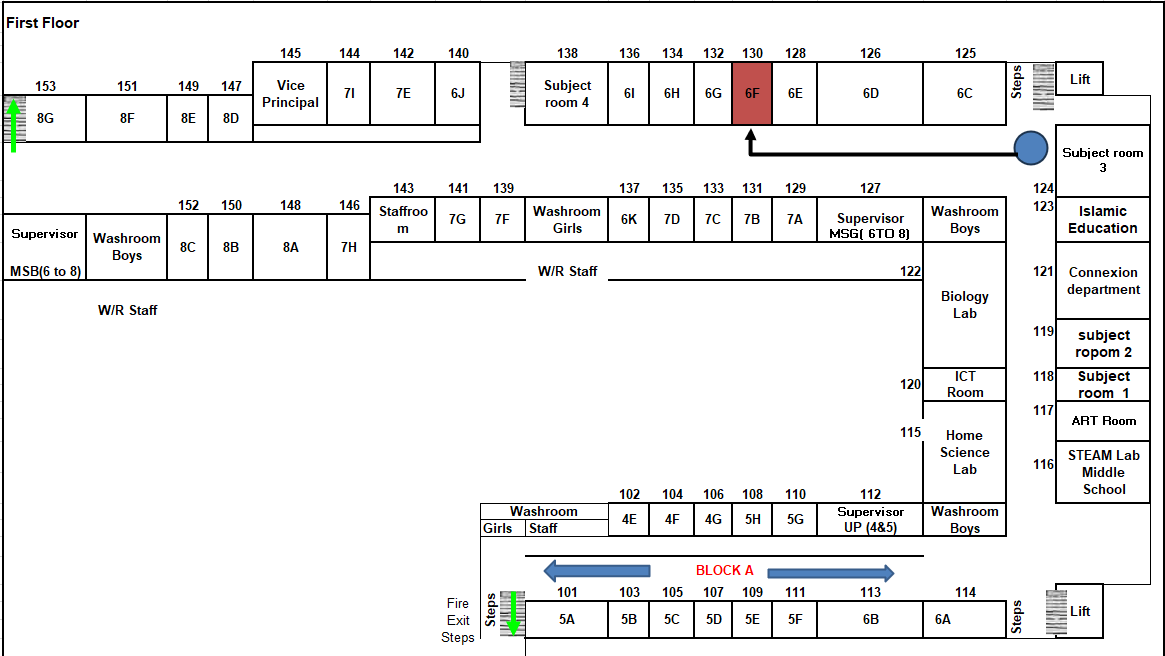 First Floor
145 144 142 140 138 136 134 132 130 128 126 125
Vice
Principal
7I 7E 6J
Subject
room 4
6I 6H 6G 6F 6E 6D 6C
Steps
Lift
153 151 149 147
8G 8F 8E 8D
Subject room
3
124
143 141 139 137 135 133 131 129 127
Staffroo
m
7G 7F
Washroom
Girls
6K 7D 7C 7B 7A
Supervisor
MSG( 6TO 8)
Washroom
Boys
123
Islamic
Education
152 150 148 146
Supervisor
MSB(6 to 8)
Washroom
Boys
8C 8B 8A 7H
W/R Staff
W/R Staff
122
Biology
Lab
121
Connexion
department
119
subject
ropom 2
120
ICT
Room
118
Subject
room 1
117
ART Room
115
Home
Science
Lab
116
STEAM Lab
Middle
School
102 104 106 108 110 112
Washroom
Girls Staff
4E 4F 4G 5H 5G
Supervisor
UP (4&5)
Washroom
Boys
BLOCK A
101 103 105 107 109 111 113 114
Fire
Exit
Steps
Steps
5A 5B 5C 5D 5E 5F 6B 6A
Steps
Lift